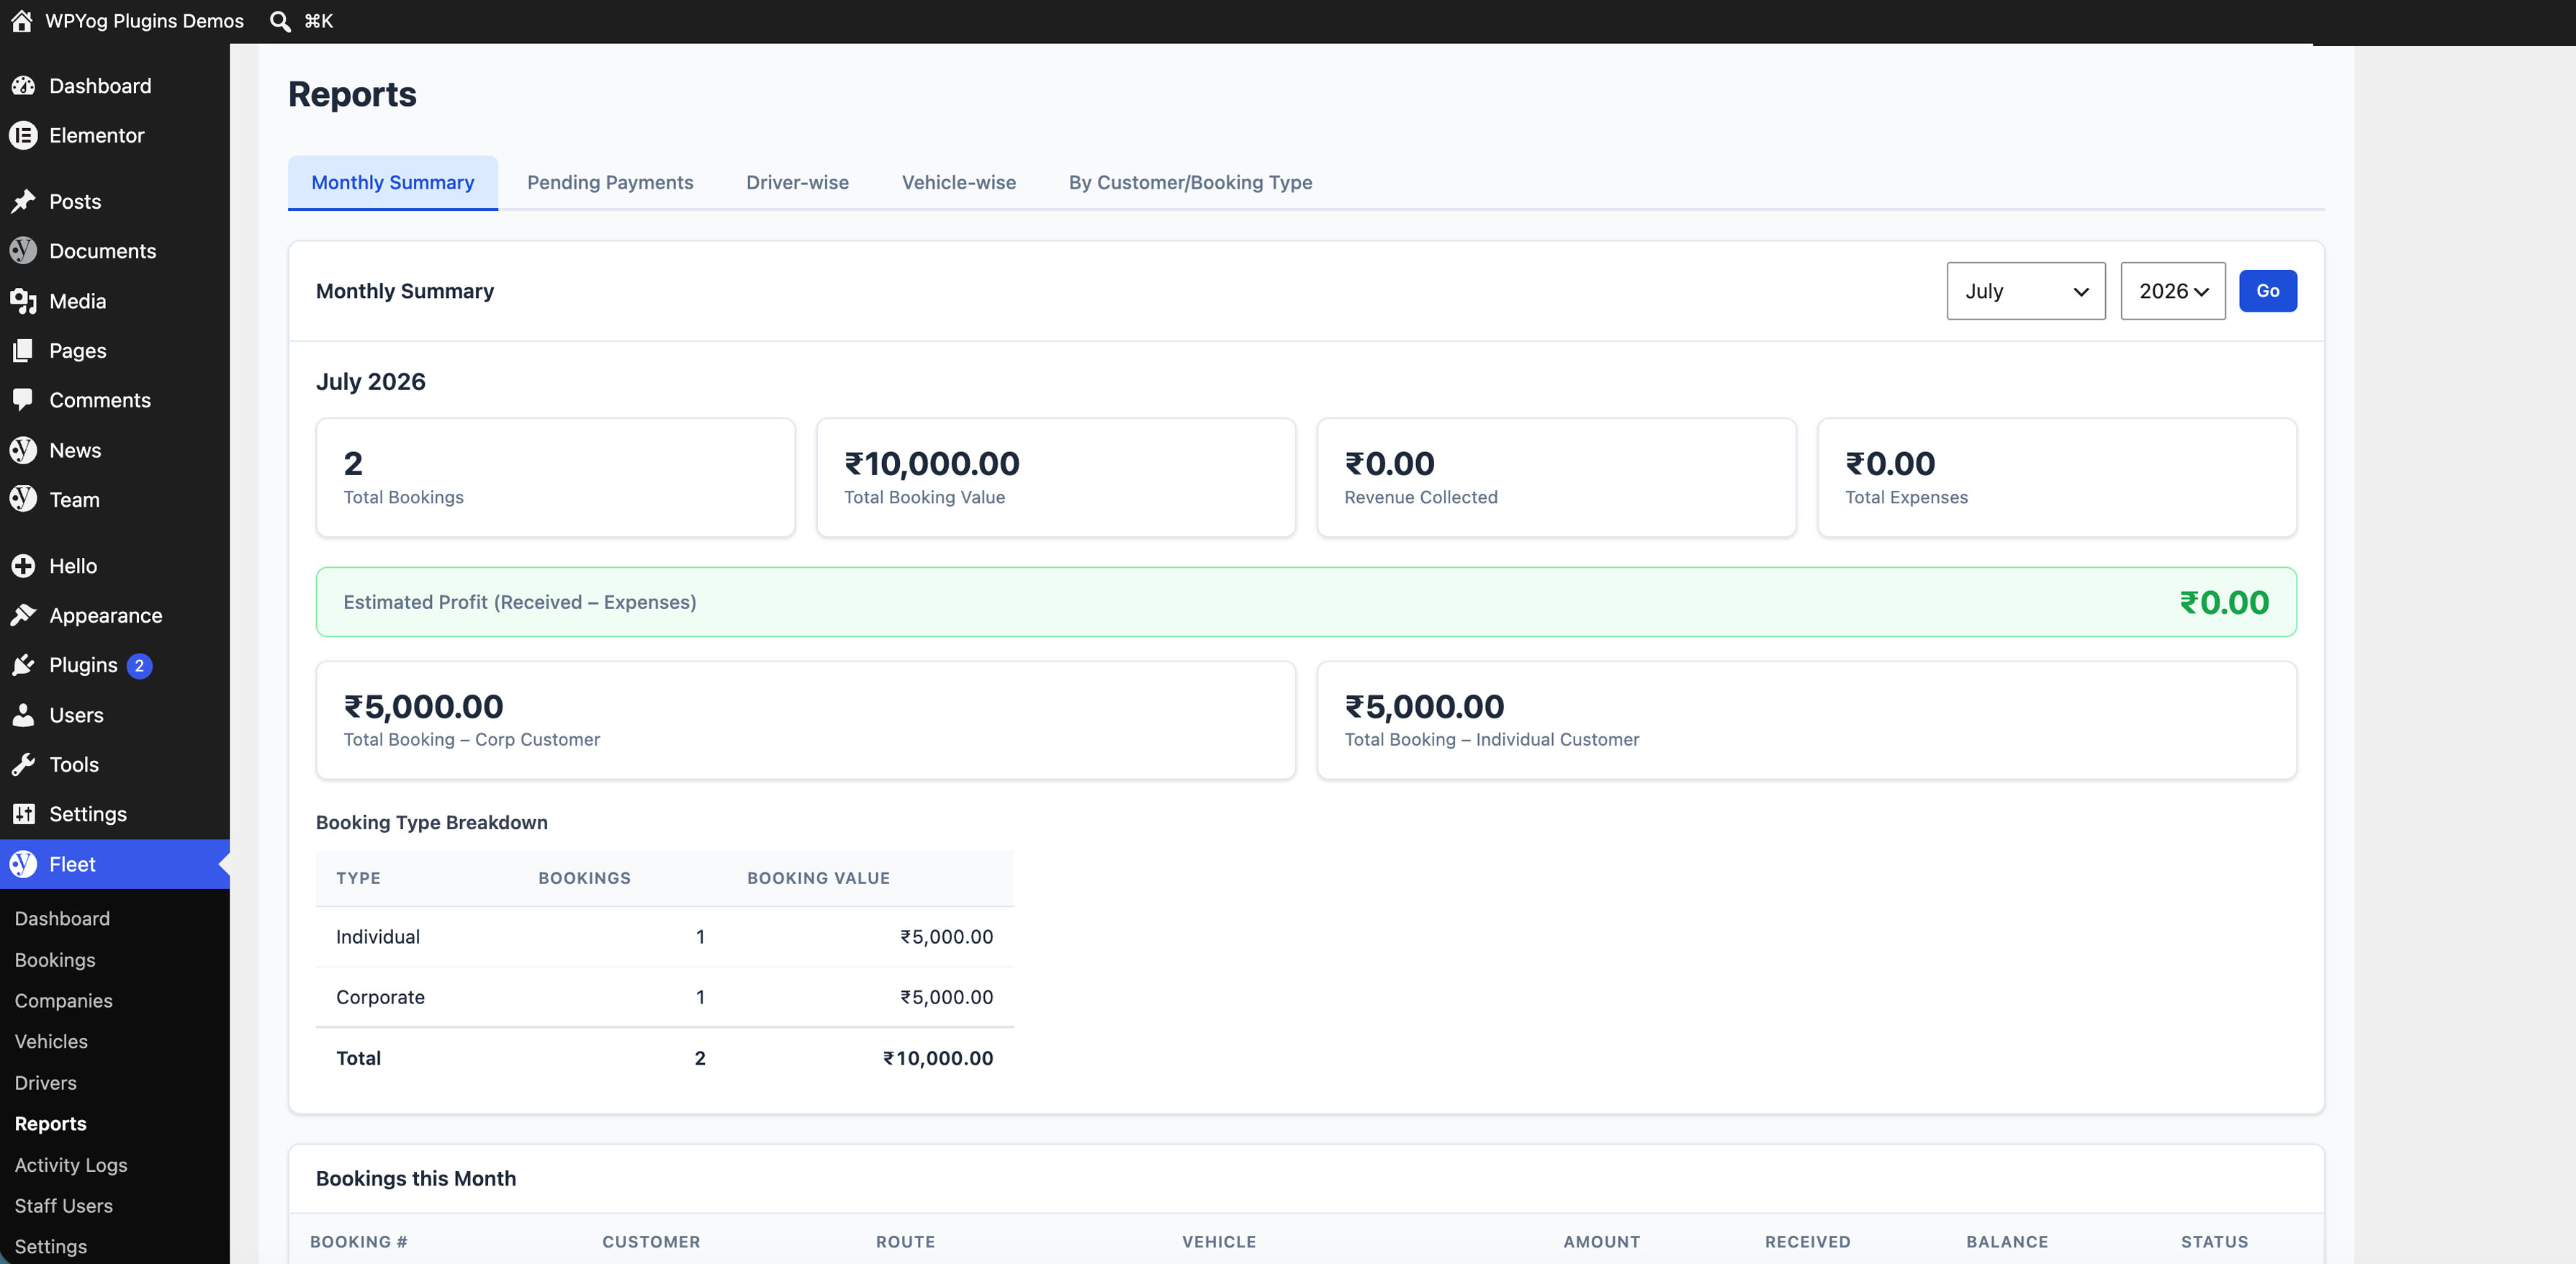 WPYog Plugins Demos ⌘K
Dashboard
Elementor
Posts
Documents
Media
Pages
Comments
News
Team
Hello
Appearance
Plugins 2
Users
Tools
Settings
Fleet
Dashboard
Bookings
Companies
Vehicles
Drivers
Reports
Activity Logs
Staff Users
Settings
Reports
Monthly Summary Pending Payments Driver-wise Vehicle-wise By Customer/Booking Type
Monthly Summary July 2026 Go
July 2026
2 ₹10,000.00 ₹0.00 ₹0.00
Total Bookings Total Booking Value Revenue Collected Total Expenses
Estimated Profit (Received – Expenses) ₹0.00
₹5,000.00 ₹5,000.00
Total Booking – Corp Customer Total Booking – Individual Customer
Booking Type Breakdown
TYPE BOOKINGS BOOKING VALUE
Individual 1 ₹5,000.00
Corporate 1 ₹5,000.00
Total 2 ₹10,000.00
Bookings this Month
BOOKING # CUSTOMER ROUTE VEHICLE AMOUNT RECEIVED BALANCE STATUS